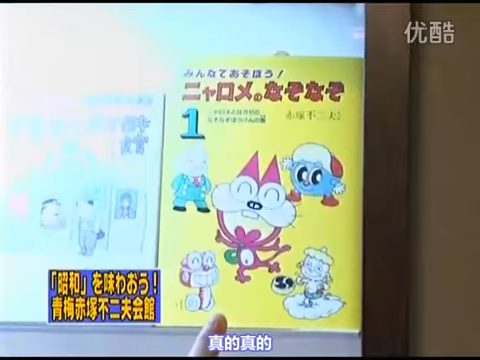 优酷
みんなであそぼう!
ニャロメのなぞなぞ
1
赤塚不二夫
「昭和」を味わおう!
青梅赤塚不二夫会館
真的真的